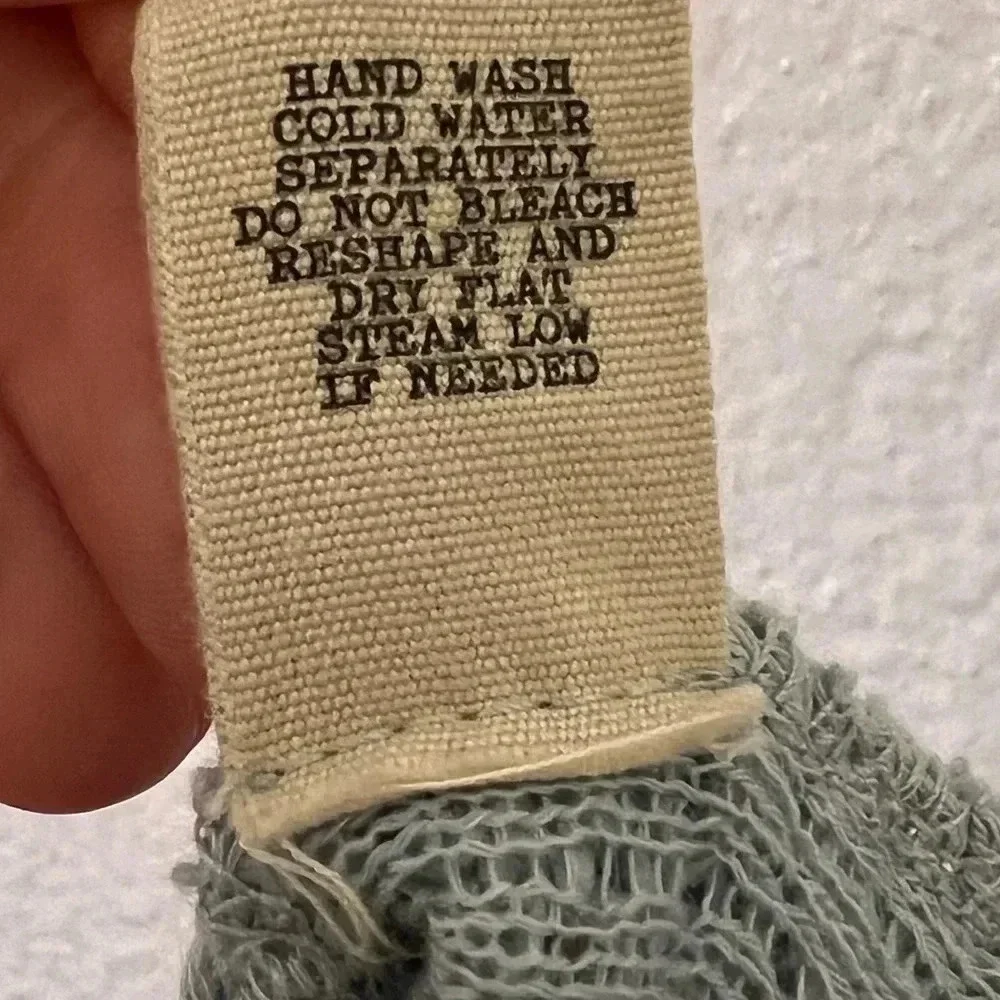 HAND WASH
COLD WATER
SEPARATELY
DO NOT BLEACH
RESHAPE AND
DRY FLAT
STEAM LOW
IF NEEDED